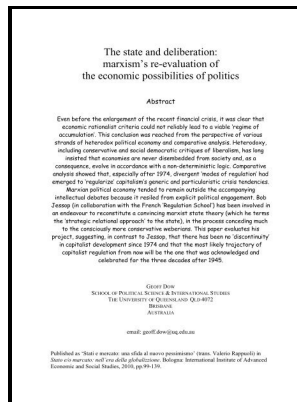 The state and deliberation:
marxism's re-evaluation of
the economic possibilities of politics
Abstract
Even before the enlargement of the recent financial crisis, it was clear that
economic rationalist criteria could not reliably lead to a viable 'regime of
accumulation'. This conclusion was reached from the perspective of various
strands of heterodox political economy and comparative analysis. Heterodoxy,
including conservative and social democratic critiques of liberalism, has long
insisted that economies are never disembedded from society and, as a
consequence, evolve in accordance with a non-deterministic logic. Comparative
analysis showed that, especially after 1974, divergent 'modes of regulation' had
emerged to 'regularize' capitalism's generic and particularistic crisis tendencies.
Marxian political economy tended to remain outside the accompanying
intellectual debates because it resiled from explicit political engagement. Bob
Jessop (in collaboration with the French 'Regulation School') has been involved in
an endeavour to reconstitute a convincing marxist state theory (which he terms
the 'strategic relational approach' to the state), in the process conceding much
to the consciously more conservative weberians. This paper evaluates his
project, suggesting, in contrast to Jessop, that there has been no 'discontinuity'
in capitalist development since 1974 and that the most likely trajectory of
capitalist regulation from now will be the one that was acknowledged and
celebrated for the three decades after 1945.
GEOFF DOW
SCHOOL OF POLITICAL SCIENCE & INTERNATIONAL STUDIES
THE UNIVERSITY OF QUEENSLAND QLD 4072
BRISBANE
AUSTRALIA
email: geoff.dow@uq.edu.au
Published as 'Stati e mercato: una sfida al nuovo pessimismo' (trans. Valerio Rappuoli) in
Stato e/o mercato: nell'era della globalizzione. Bologna: International Institute of Advanced
Economic and Social Studies, 2010, pp.99-139.